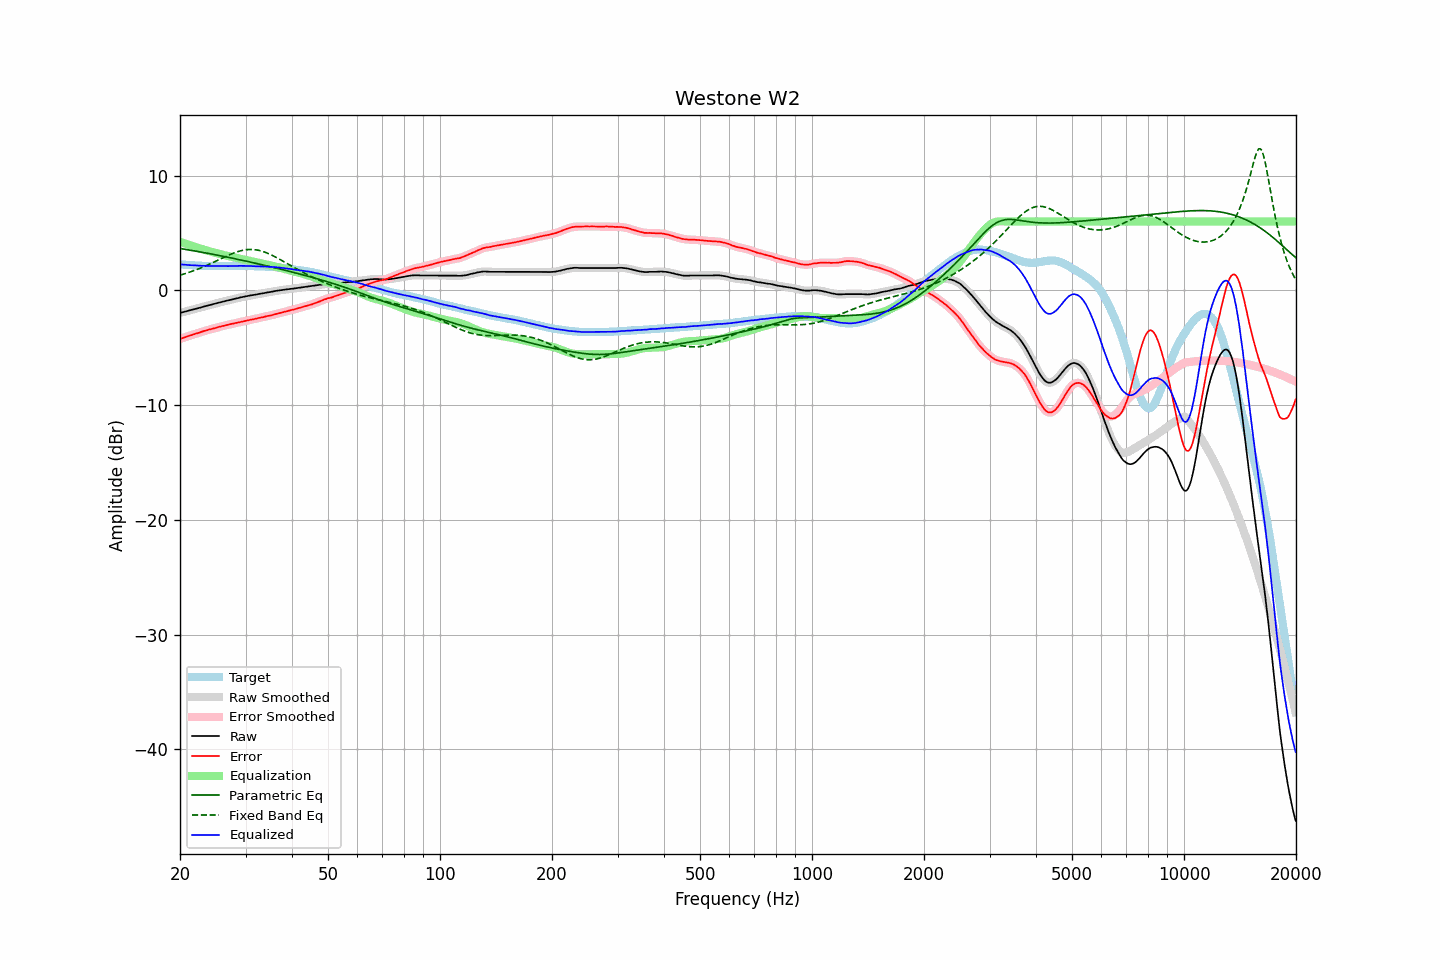 Westone W2
10
0
−10
−20
−30
−40
Amplitude (dBr)
Target
Raw Smoothed
Error Smoothed
Raw
Error
Equalization
Parametric Eq
Fixed Band Eq
Equalized
20 50 100 200 500 1000 2000 5000 10000 20000
Frequency (Hz)